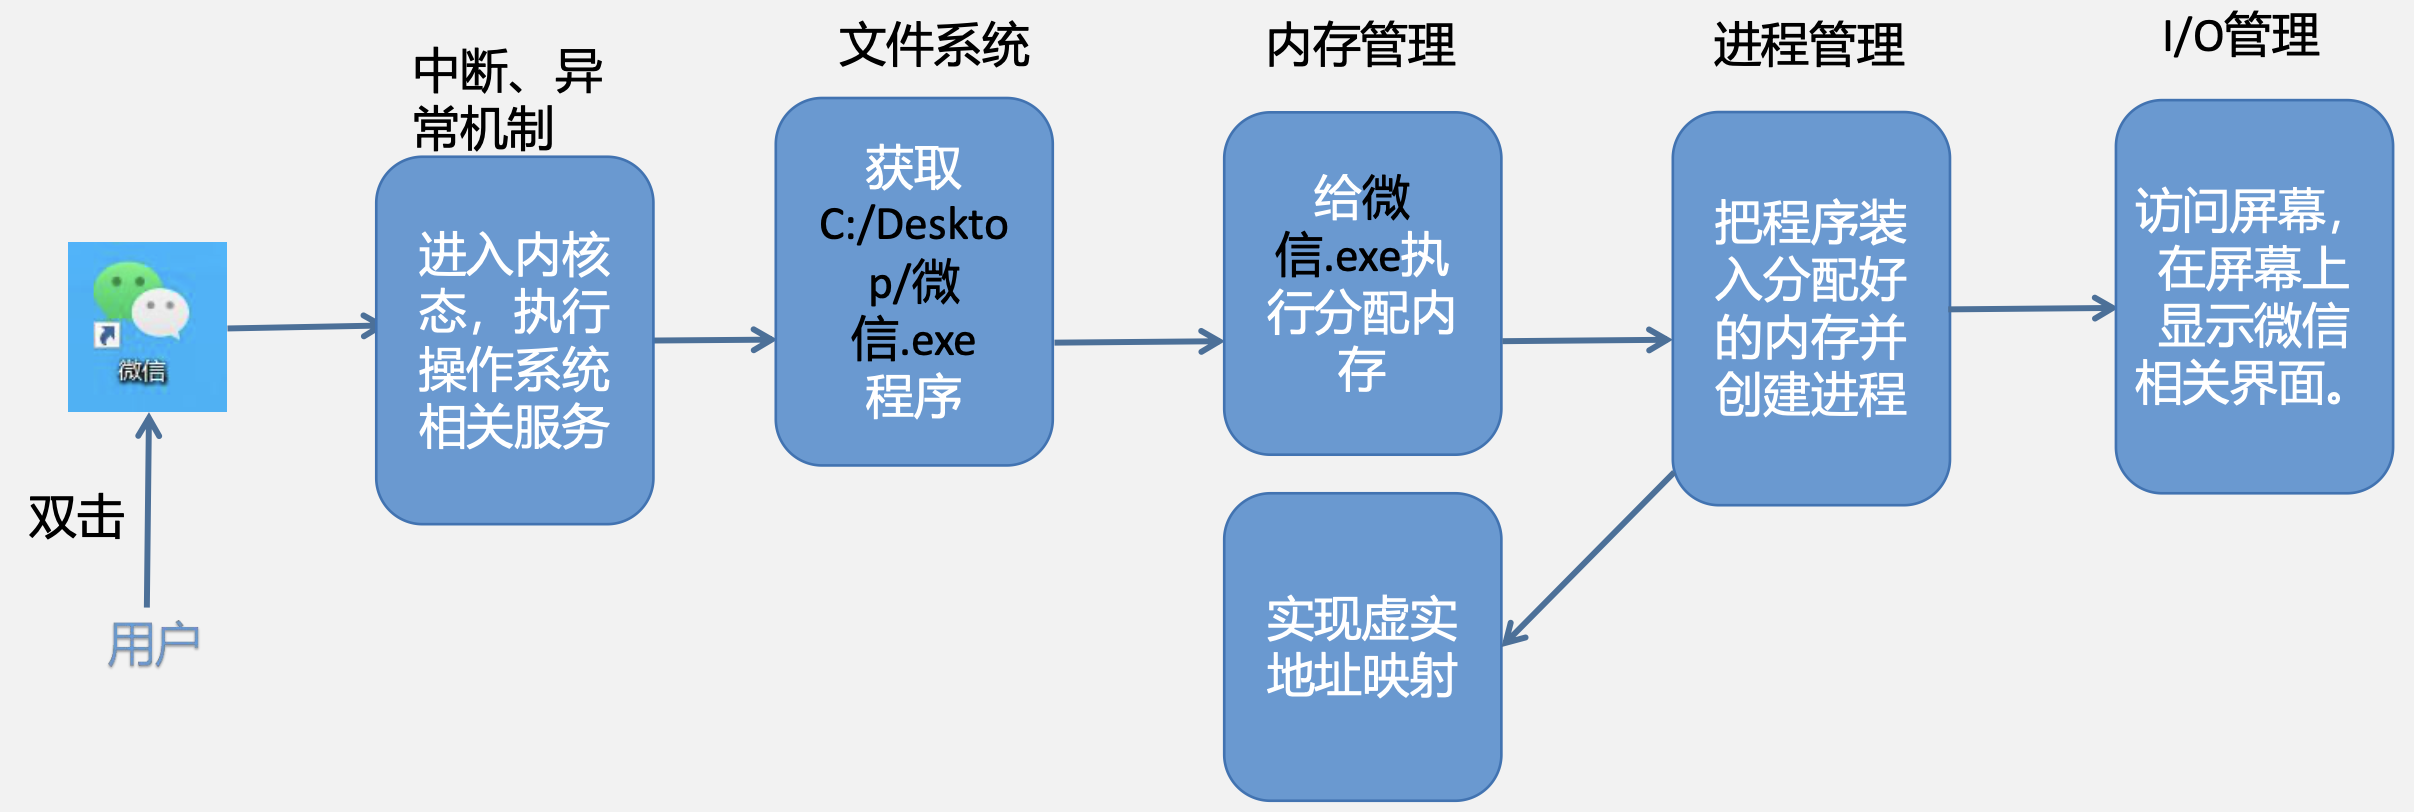 双击
用户
微信
中断、异
常机制
进入内核
态，执行
操作系统
相关服务
文件系统
获取
C:/Deskto
p/微
信.exe
程序
内存管理
给微
信.exe执
行分配内
存
实现虚实
地址映射
进程管理
把程序装
入分配好
的内存并
创建进程
I/O管理
访问屏幕，
在屏幕上
显示微信
相关界面。